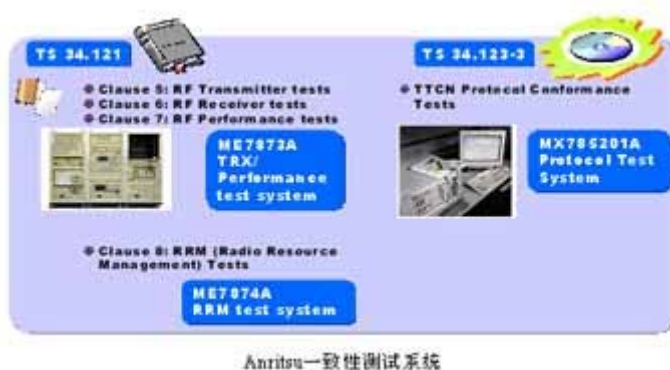 TS 34.121
Clause 5: RF Transmitter tests
Clause 6: RF Receiver tests
Clause 7: RF Performance tests
ME7873A
TRX/
Performance
test system
Clause 8: RRM (Radio Resource
Management) Tests
ME7874A
RRM test system
TS 34.123-3
TTCN Protocol Conformance
Tests
MX785201A
Protocol Test
System
Anritsu一致性测试系统